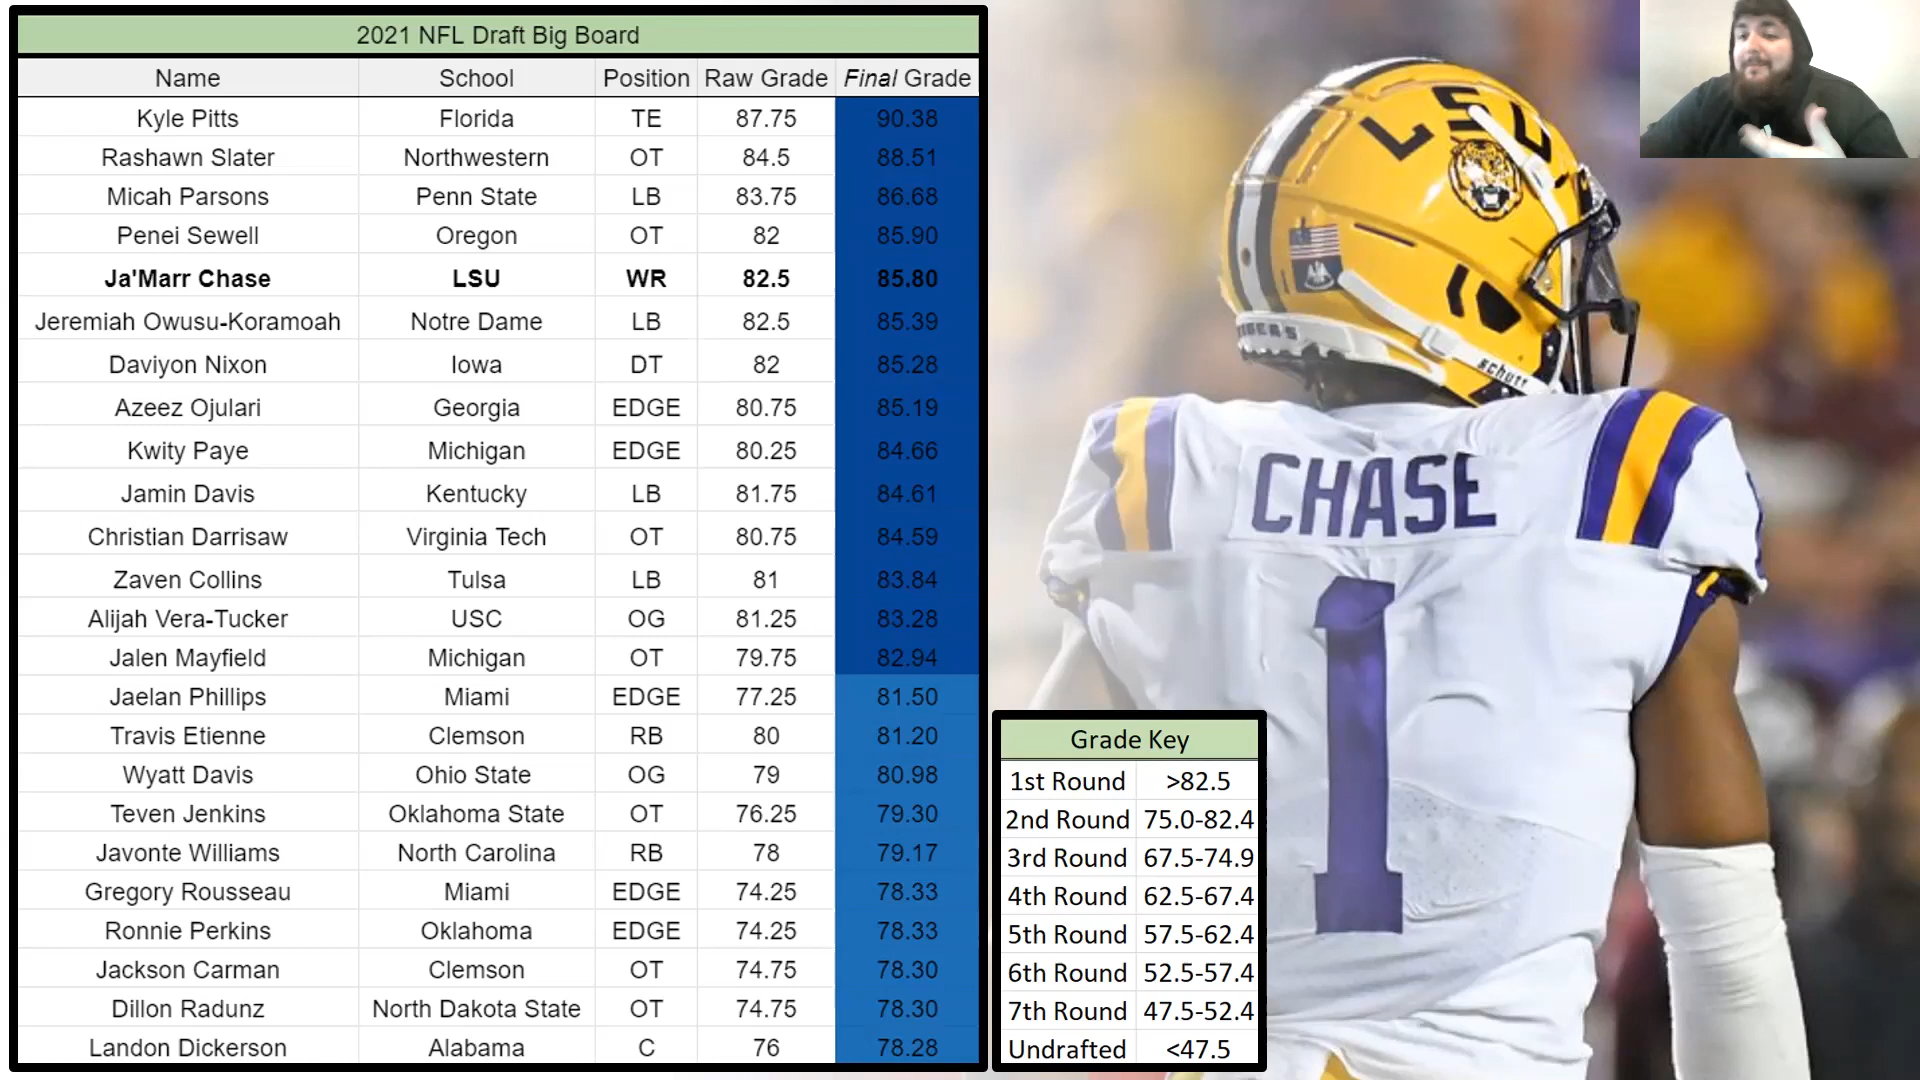 2021 NFL Draft Big Board
Name School Position Raw Grade Final Grade
Kyle Pitts Florida TE 87.75 90.38
Rashawn Slater Northwestern OT 84.5 88.51
Micah Parsons Penn State LB 83.75 86.68
Penei Sewell Oregon OT 82 85.90
Ja'Marr Chase LSU WR 82.5 85.80
Jeremiah Owusu-Koramoah Notre Dame LB 82.5 85.39
Daviyon Nixon Iowa DT 82 85.28
Azeez Ojulari Georgia EDGE 80.75 85.19
Kwity Paye Michigan EDGE 80.25 84.66
Jamin Davis Kentucky LB 81.75 84.61
Christian Darrisaw Virginia Tech OT 80.75 84.59
Zaven Collins Tulsa LB 81 83.84
Alijah Vera-Tucker USC OG 81.25 83.28
Jalen Mayfield Michigan OT 79.75 82.94
Jaelan Phillips Miami EDGE 77.25 81.50
Travis Etienne Clemson RB 80 81.20
Wyatt Davis Ohio State OG 79 80.98
Teven Jenkins Oklahoma State OT 76.25 79.30
Javonte Williams North Carolina RB 78 79.17
Gregory Rousseau Miami EDGE 74.25 78.33
Ronnie Perkins Oklahoma EDGE 74.25 78.33
Jackson Carman Clemson OT 74.75 78.30
Dillon Radunz North Dakota State OT 74.75 78.30
Landon Dickerson Alabama C 76 78.28
Grade Key
1st Round >82.5
2nd Round 75.0-82.4
3rd Round 67.5-74.9
4th Round 62.5-67.4
5th Round 57.5-62.4
6th Round 52.5-57.4
7th Round 47.5-52.4
Undrafted <47.5
LSU
schutt
CHASE
1